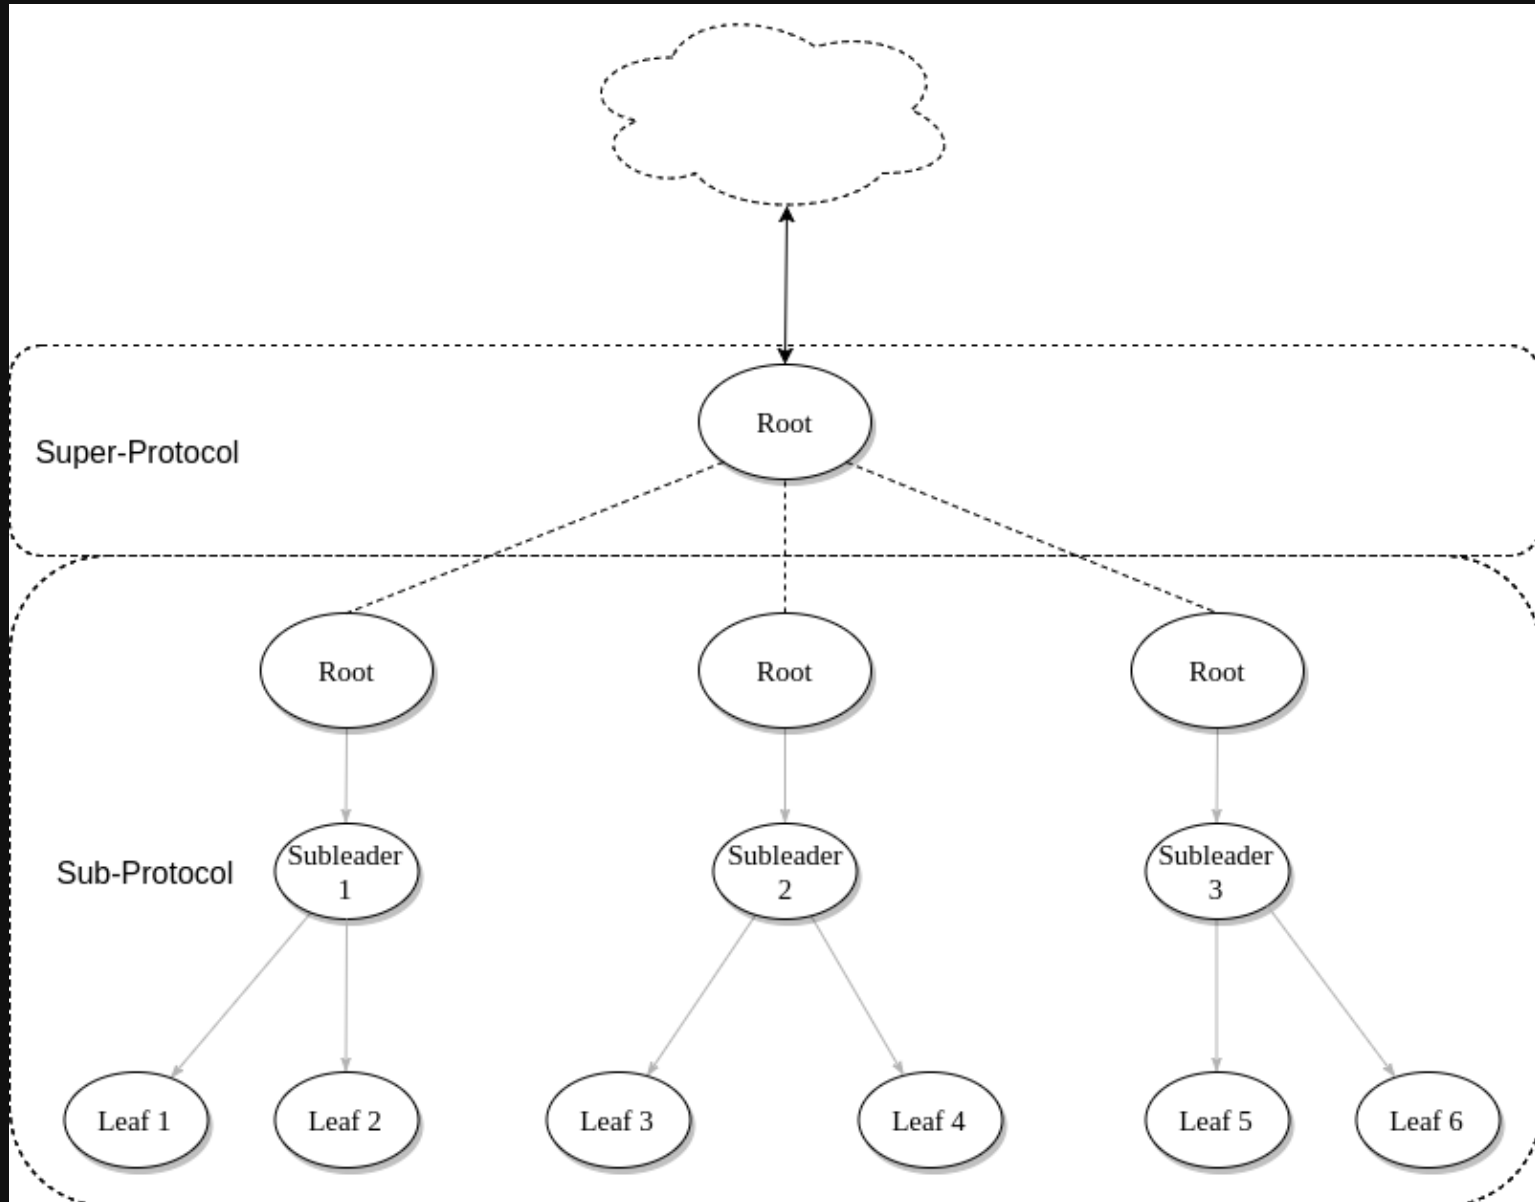 Root
Super-Protocol
Root
Root
Root
Subleader
1
Subleader
2
Subleader
3
Sub-Protocol
Leaf 1
Leaf 2
Leaf 3
Leaf 4
Leaf 5
Leaf 6